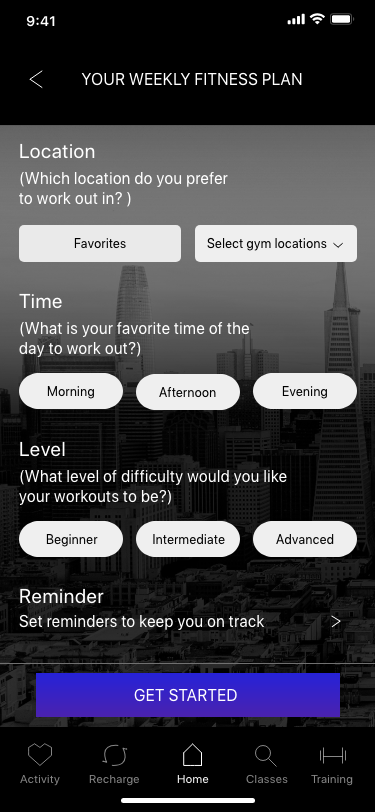 9:41
YOUR WEEKLY FITNESS PLAN
Location
(Which location do you prefer
to work out in? )
Favorites
Select gym locations
Time
(What is your favorite time of the
day to work out?)
Morning
Afternoon
Evening
Level
(What level of difficulty would you like
your workouts to be?)
Beginner
Intermediate
Advanced
Reminder
Set reminders to keep you on track
GET STARTED
Activity
Recharge
Home
Classes
Training